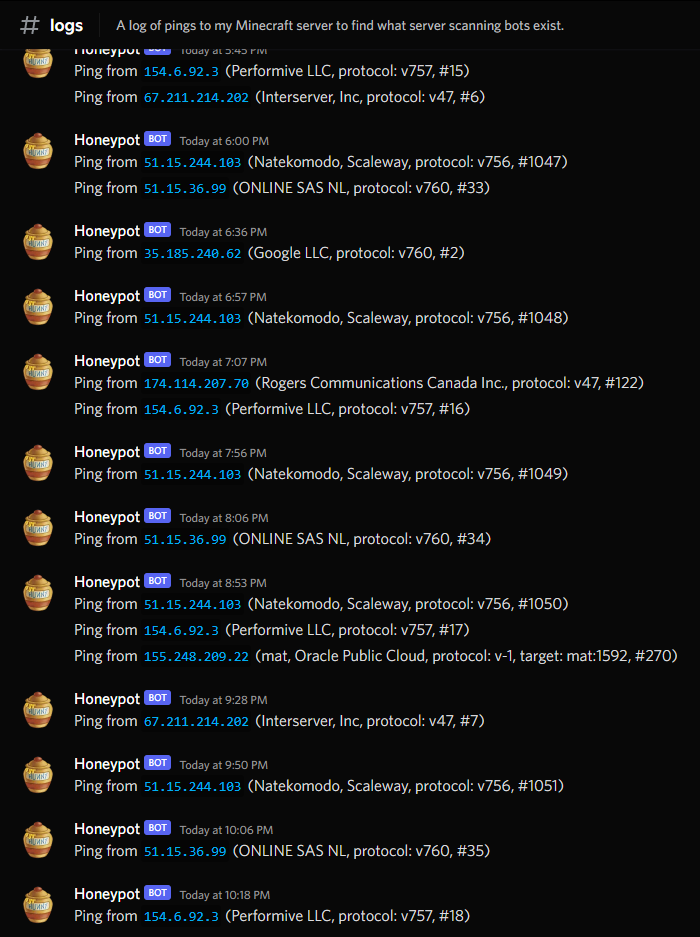 # logs A log of pings to my Minecraft server to find what server scanning bots exist.
Honeypot BOT Today at 5:45 PM
Ping from 154.6.92.3 (Performive LLC, protocol: v757, #15)
Ping from 67.211.214.202 (Interserver, Inc, protocol: v47, #6)
Honeypot BOT Today at 6:00 PM
Ping from 51.15.244.103 (Natekomodo, Scaleway, protocol: v756, #1047)
Ping from 51.15.36.99 (ONLINE SAS NL, protocol: v760, #33)
Honeypot BOT Today at 6:36 PM
Ping from 35.185.240.62 (Google LLC, protocol: v760, #2)
Honeypot BOT Today at 6:57 PM
Ping from 51.15.244.103 (Natekomodo, Scaleway, protocol: v756, #1048)
Honeypot BOT Today at 7:07 PM
Ping from 174.114.207.70 (Rogers Communications Canada Inc., protocol: v47, #122)
Ping from 154.6.92.3 (Performive LLC, protocol: v757, #16)
Honeypot BOT Today at 7:56 PM
Ping from 51.15.244.103 (Natekomodo, Scaleway, protocol: v756, #1049)
Honeypot BOT Today at 8:06 PM
Ping from 51.15.36.99 (ONLINE SAS NL, protocol: v760, #34)
Honeypot BOT Today at 8:53 PM
Ping from 51.15.244.103 (Natekomodo, Scaleway, protocol: v756, #1050)
Ping from 154.6.92.3 (Performive LLC, protocol: v757, #17)
Ping from 155.248.209.22 (mat, Oracle Public Cloud, protocol: v-1, target: mat:1592, #270)
Honeypot BOT Today at 9:28 PM
Ping from 67.211.214.202 (Interserver, Inc, protocol: v47, #7)
Honeypot BOT Today at 9:50 PM
Ping from 51.15.244.103 (Natekomodo, Scaleway, protocol: v756, #1051)
Honeypot BOT Today at 10:06 PM
Ping from 51.15.36.99 (ONLINE SAS NL, protocol: v760, #35)
Honeypot BOT Today at 10:18 PM
Ping from 154.6.92.3 (Performive LLC, protocol: v757, #18)